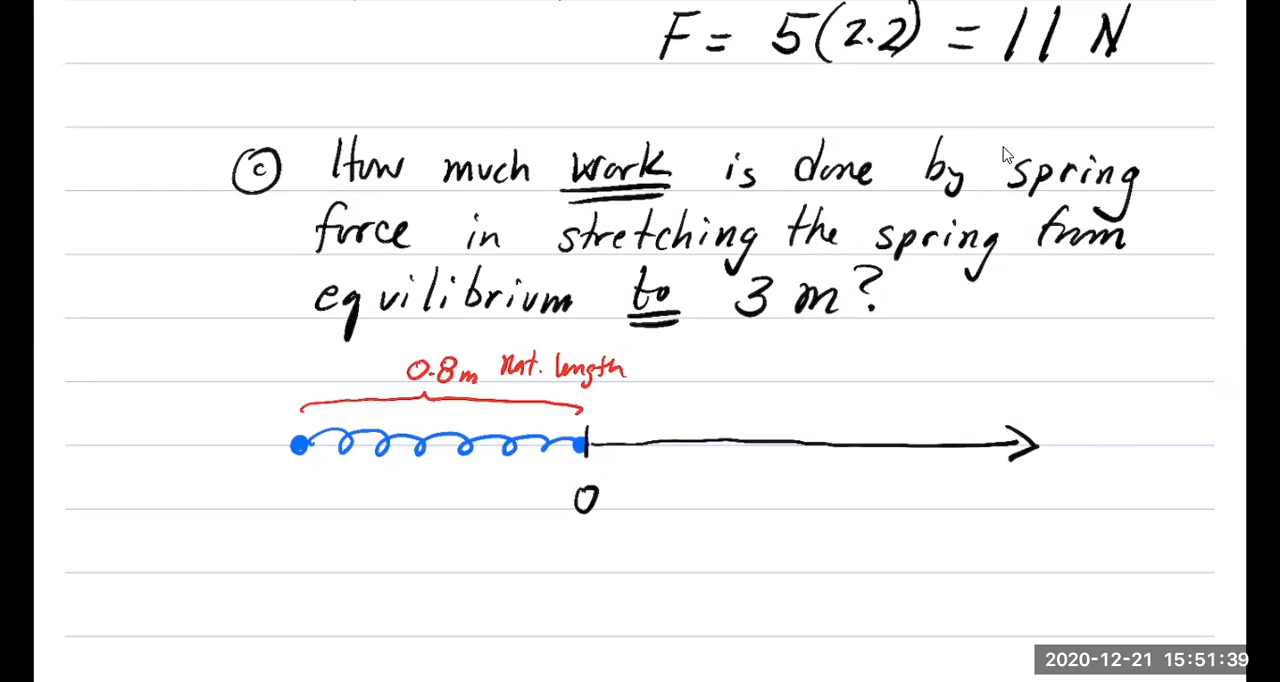 F = 5(2.2) = 11 N
ⓒ How much work is done by spring
force in stretching the spring from
equilibrium to 3 m?
0.8m Nat. length
0
2020-12-21 15:51:39